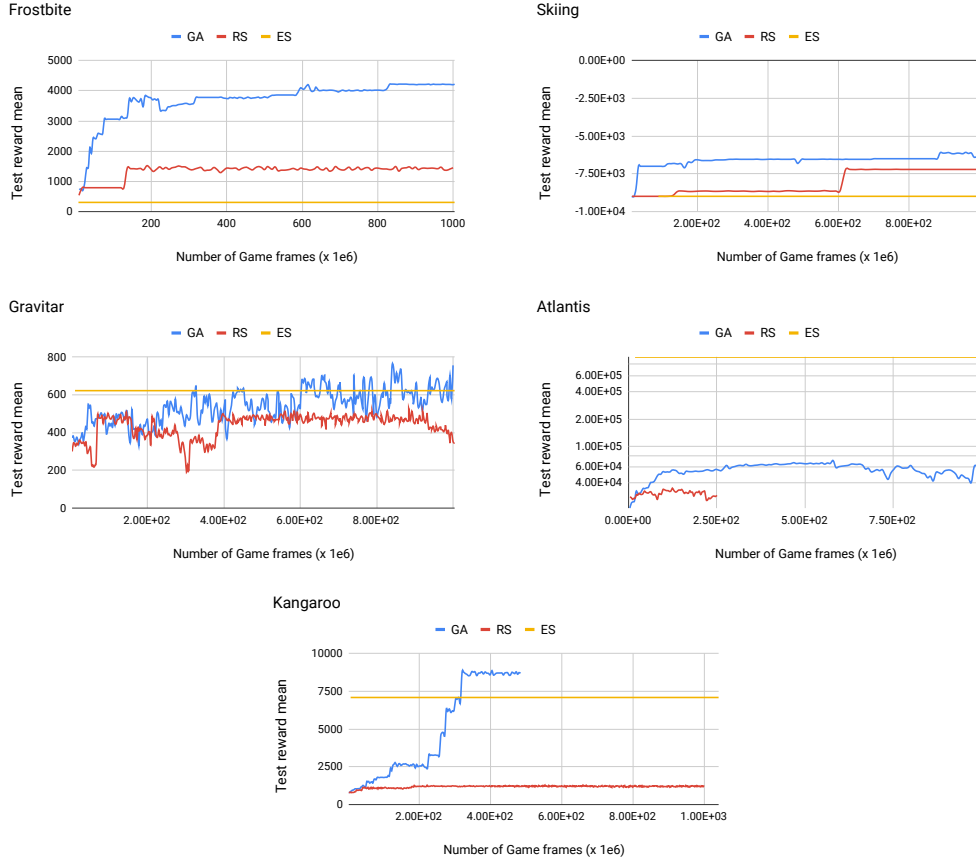 Frostbite
GA RS ES
Test reward mean
5000
4000
3000
2000
1000
0
200 400 600 800 1000
Number of Game frames (x 1e6)
Skiing
GA RS ES
Test reward mean
0.00E+00
-2.50E+03
-5.00E+03
-7.50E+03
-1.00E+04
2.00E+02 4.00E+02 6.00E+02 8.00E+02
Number of Game frames (x 1e6)
Gravitar
GA RS ES
Test reward mean
800
600
400
200
0
2.00E+02 4.00E+02 6.00E+02 8.00E+02
Number of Game frames (x 1e6)
Atlantis
GA RS ES
Test reward mean
6.00E+05
4.00E+05
2.00E+05
1.00E+05
6.00E+04
4.00E+04
0.00E+00 2.50E+02 5.00E+02 7.50E+02
Number of Game frames (x 1e6)
Kangaroo
GA RS ES
Test reward mean
10000
7500
5000
2500
0
2.00E+02 4.00E+02 6.00E+02 8.00E+02 1.00E+03
Number of Game frames (x 1e6)